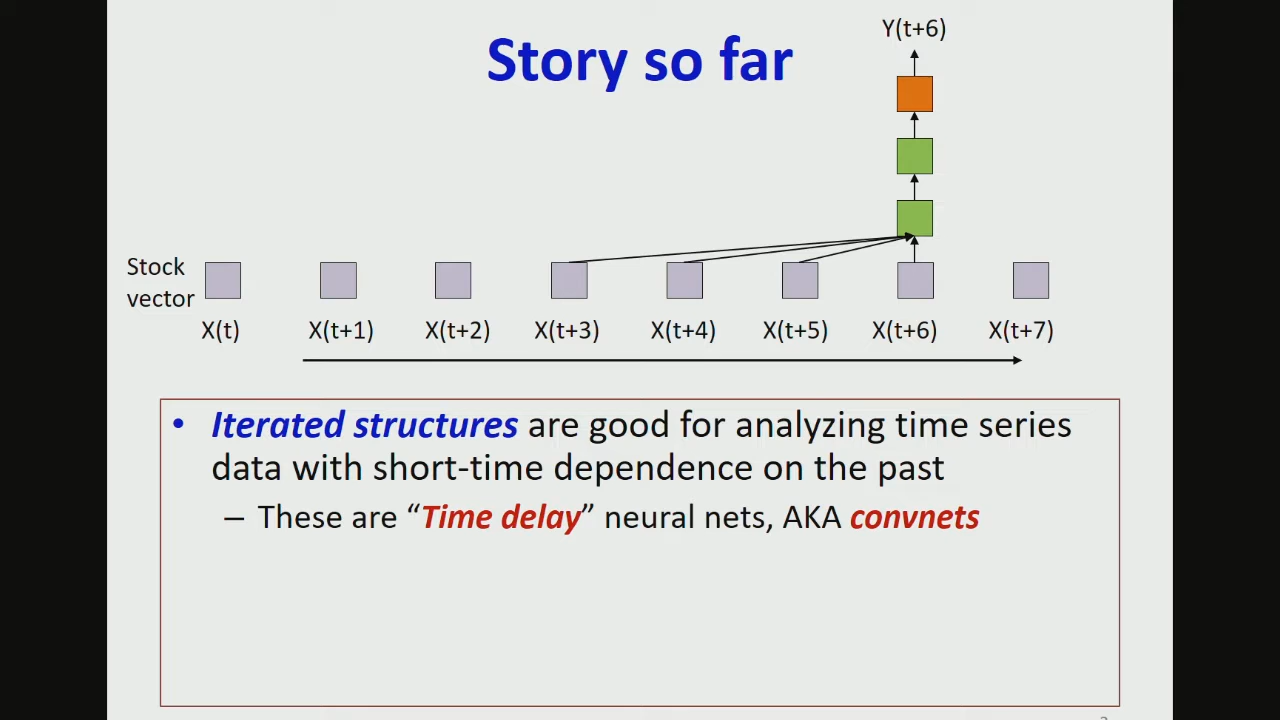 Y(t+6)
Story so far
Stock
vector
X(t) X(t+1) X(t+2) X(t+3) X(t+4) X(t+5) X(t+6) X(t+7)
• Iterated structures are good for analyzing time series
data with short-time dependence on the past
– These are “Time delay” neural nets, AKA convnets